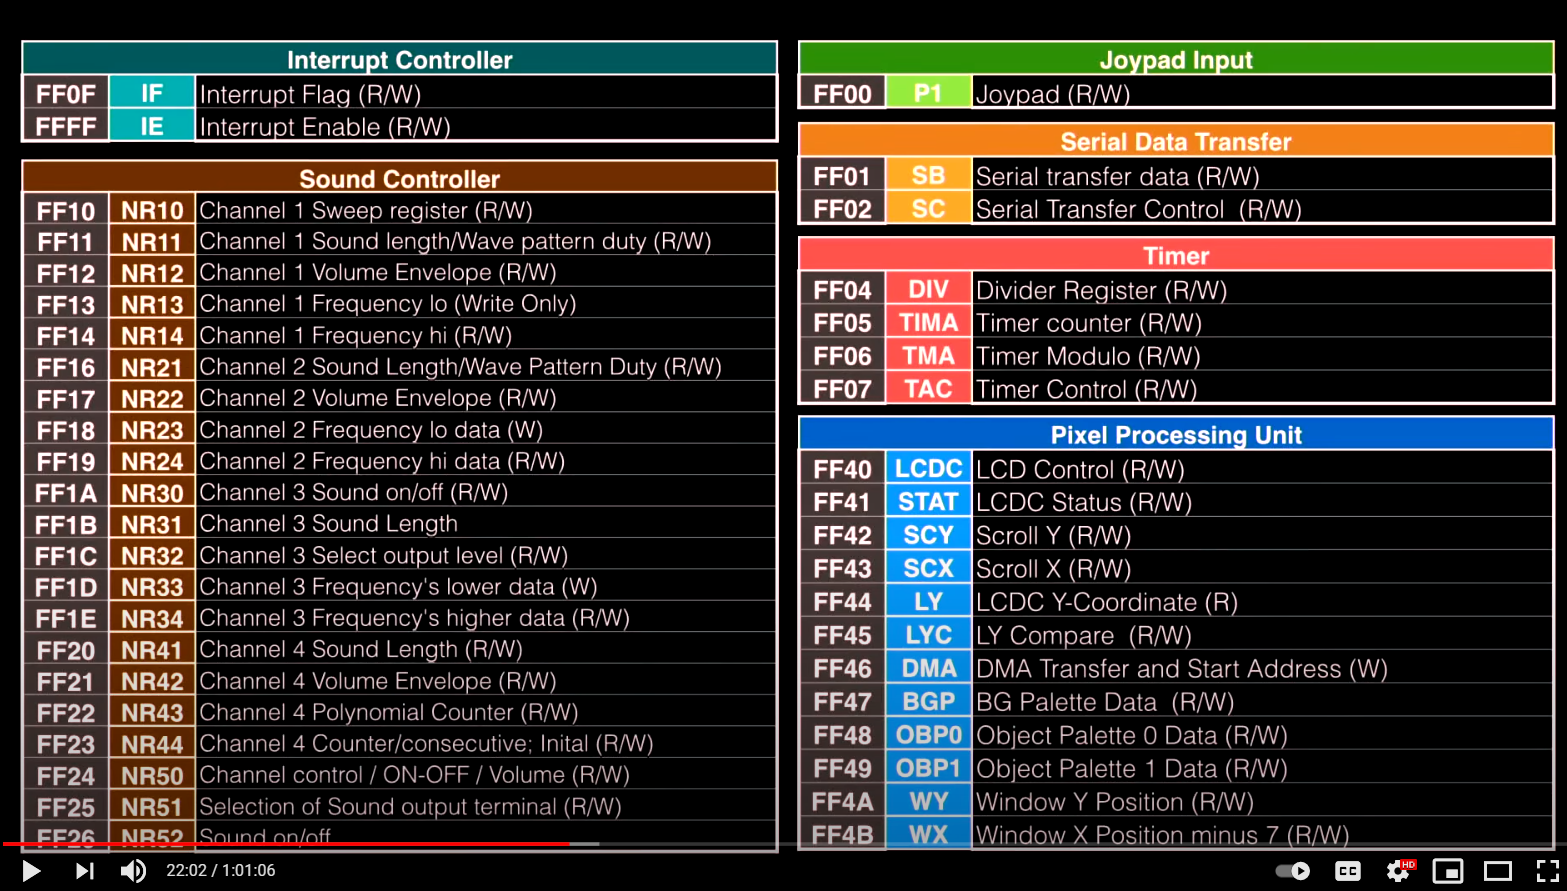 Interrupt Controller
FF0F IF Interrupt Flag (R/W)
FFFF IE Interrupt Enable (R/W)
Sound Controller
FF10 NR10 Channel 1 Sweep register (R/W)
FF11 NR11 Channel 1 Sound length/Wave pattern duty (R/W)
FF12 NR12 Channel 1 Volume Envelope (R/W)
FF13 NR13 Channel 1 Frequency lo (Write Only)
FF14 NR14 Channel 1 Frequency hi (R/W)
FF16 NR21 Channel 2 Sound Length/Wave Pattern Duty (R/W)
FF17 NR22 Channel 2 Volume Envelope (R/W)
FF18 NR23 Channel 2 Frequency lo data (W)
FF19 NR24 Channel 2 Frequency hi data (R/W)
FF1A NR30 Channel 3 Sound on/off (R/W)
FF1B NR31 Channel 3 Sound Length
FF1C NR32 Channel 3 Select output level (R/W)
FF1D NR33 Channel 3 Frequency's lower data (W)
FF1E NR34 Channel 3 Frequency's higher data (R/W)
FF20 NR41 Channel 4 Sound Length (R/W)
FF21 NR42 Channel 4 Volume Envelope (R/W)
FF22 NR43 Channel 4 Polynomial Counter (R/W)
FF23 NR44 Channel 4 Counter/consecutive; Inital (R/W)
FF24 NR50 Channel control / ON-OFF / Volume (R/W)
FF25 NR51 Selection of Sound output terminal (R/W)
FF26 NR52 Sound on/off
Joypad Input
FF00 P1 Joypad (R/W)
Serial Data Transfer
FF01 SB Serial transfer data (R/W)
FF02 SC Serial Transfer Control (R/W)
Timer
FF04 DIV Divider Register (R/W)
FF05 TIMA Timer counter (R/W)
FF06 TMA Timer Modulo (R/W)
FF07 TAC Timer Control (R/W)
Pixel Processing Unit
FF40 LCDC LCD Control (R/W)
FF41 STAT LCDC Status (R/W)
FF42 SCY Scroll Y (R/W)
FF43 SCX Scroll X (R/W)
FF44 LY LCDC Y-Coordinate (R)
FF45 LYC LY Compare (R/W)
FF46 DMA DMA Transfer and Start Address (W)
FF47 BGP BG Palette Data (R/W)
FF48 OBP0 Object Palette 0 Data (R/W)
FF49 OBP1 Object Palette 1 Data (R/W)
FF4A WY Window Y Position (R/W)
FF4B WX Window X Position minus 7 (R/W)
22:02 / 1:01:06
CC
HD